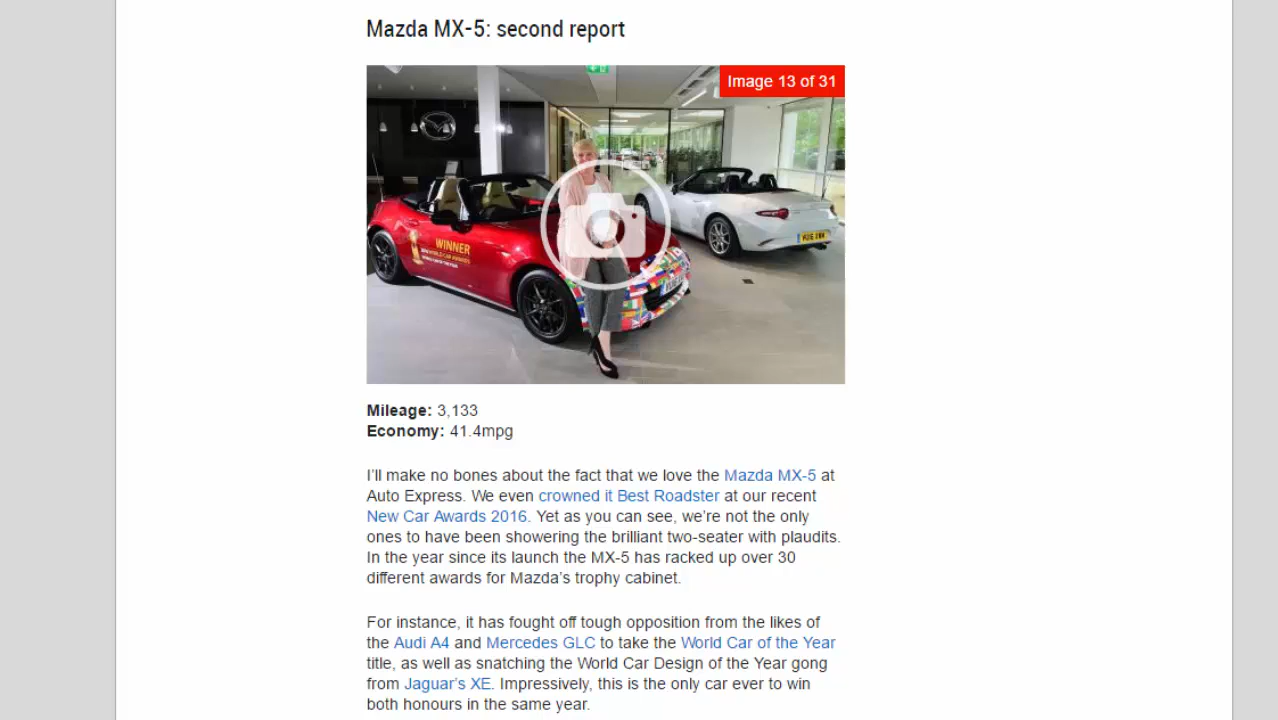 Mazda MX-5: second report
Image 13 of 31
WINNER
Mileage: 3,133
Economy: 41.4mpg
I’ll make no bones about the fact that we love the Mazda MX-5 at
Auto Express. We even crowned it Best Roadster at our recent
New Car Awards 2016. Yet as you can see, we’re not the only
ones to have been showering the brilliant two-seater with plaudits.
In the year since its launch the MX-5 has racked up over 30
different awards for Mazda’s trophy cabinet.
For instance, it has fought off tough opposition from the likes of
the Audi A4 and Mercedes GLC to take the World Car of the Year
title, as well as snatching the World Car Design of the Year gong
from Jaguar’s XE. Impressively, this is the only car ever to win
both honours in the same year.